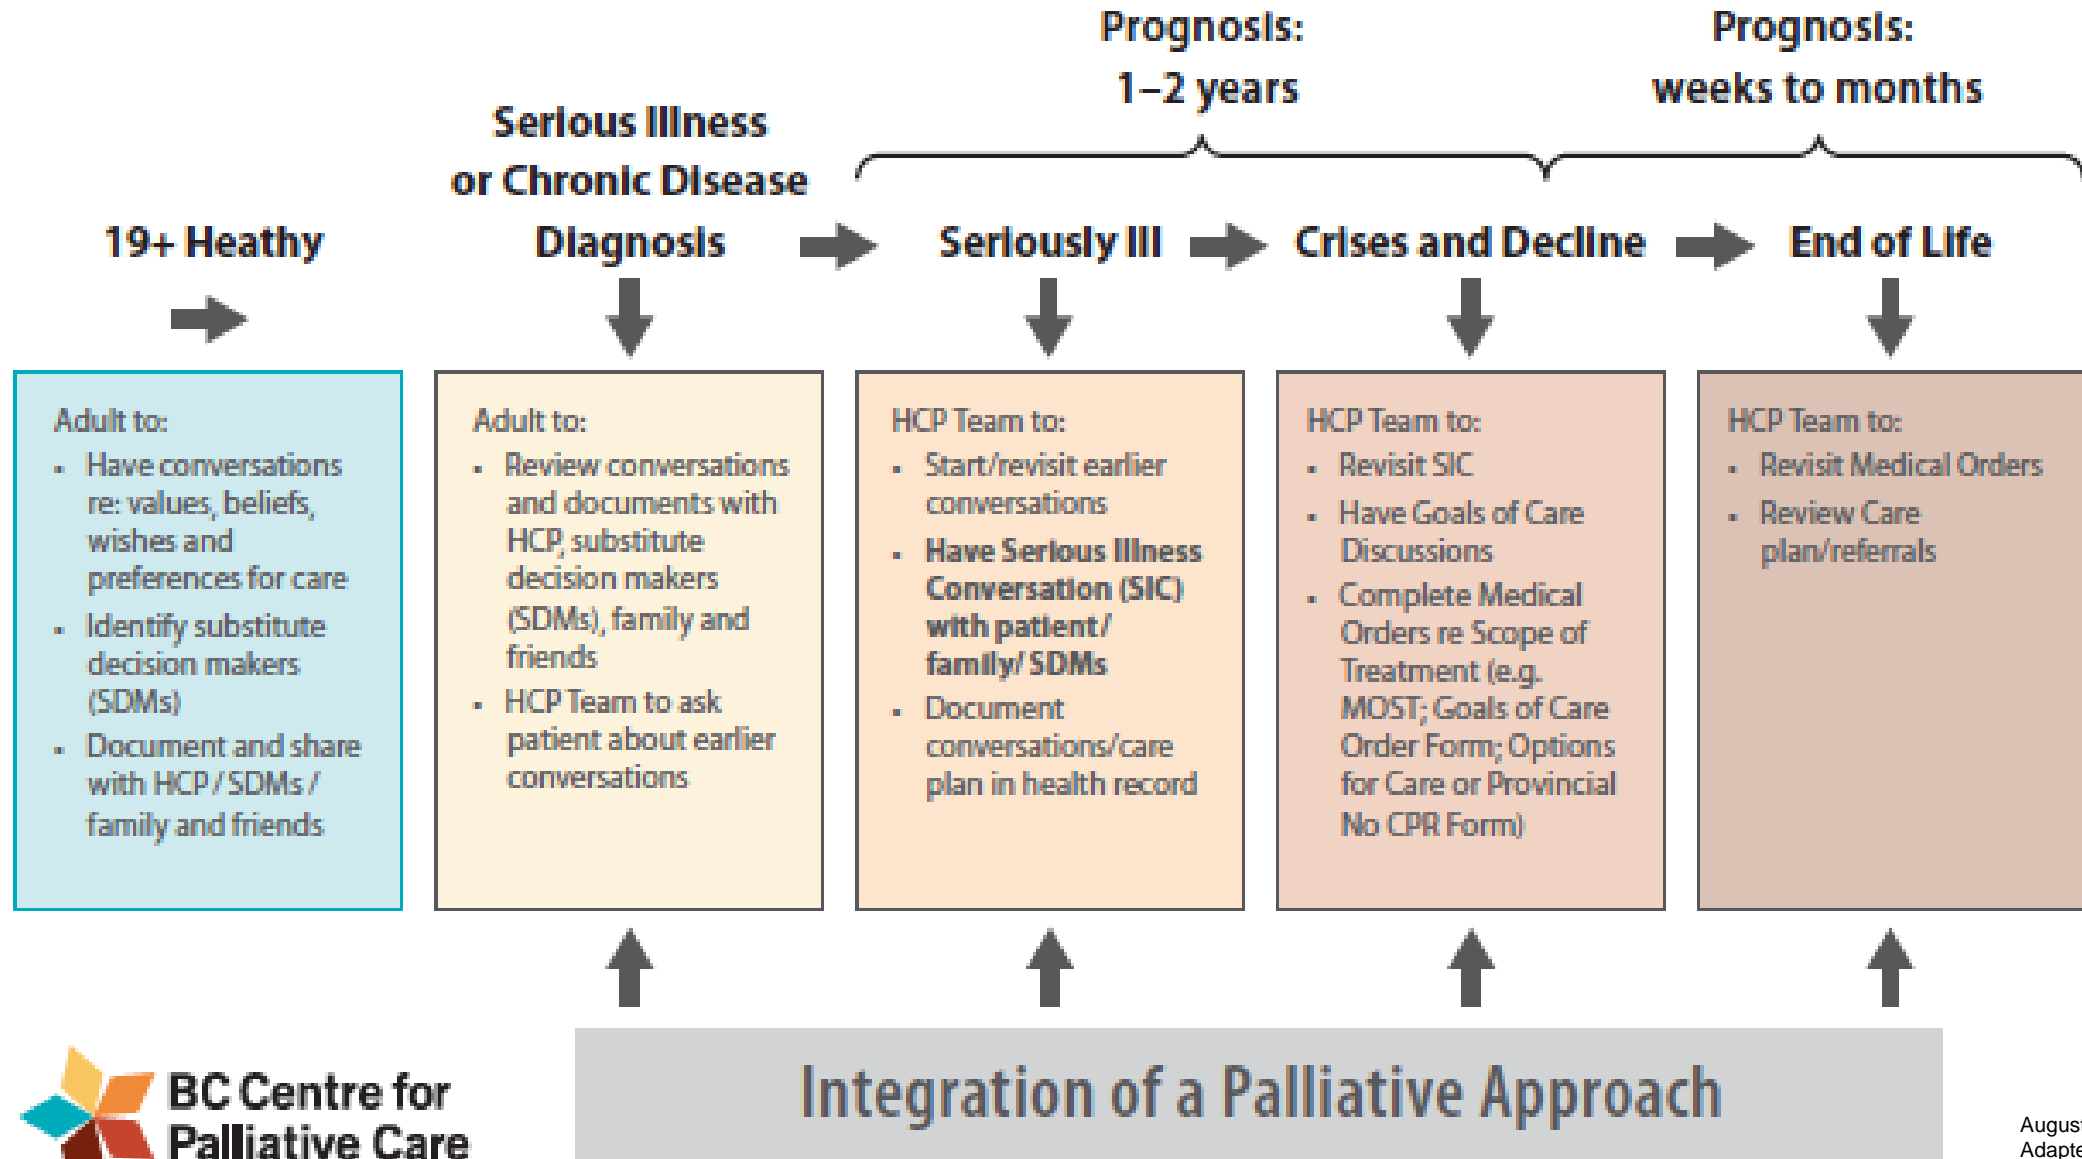 Prognosis:
1–2 years
Prognosis:
weeks to months
Serious Illness
or Chronic Disease
Diagnosis
19+ Heathy
Seriously Ill
Crises and Decline
End of Life
Adult to:
▪ Have conversations
re: values, beliefs,
wishes and
preferences for care
▪ Identify substitute
decision makers
(SDMs)
▪ Document and share
with HCP / SDMs /
family and friends
Adult to:
▪ Review conversations
and documents with
HCP, substitute
decision makers
(SDMs), family and
friends
▪ HCP Team to ask
patient about earlier
conversations
HCP Team to:
▪ Start/revisit earlier
conversations
▪ Have Serious Illness
Conversation (SIC)
with patient/
family/ SDMs
▪ Document
conversations/care
plan in health record
HCP Team to:
▪ Revisit SIC
▪ Have Goals of Care
Discussions
▪ Complete Medical
Orders re Scope of
Treatment (e.g.
MOST; Goals of Care
Order Form; Options
for Care or Provincial
No CPR Form)
HCP Team to:
▪ Revisit Medical Orders
▪ Review Care
plan/referrals
BC Centre for
Palliative Care
Integration of a Palliative Approach
August
Adapte